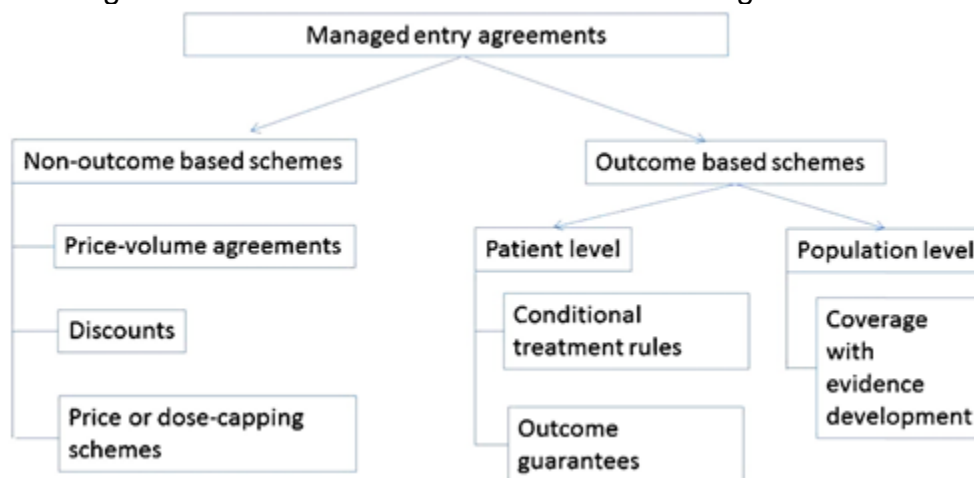 Managed entry agreements
Non-outcome based schemes
Outcome based schemes
Price-volume agreements
Patient level
Population level
Discounts
Conditional
treatment rules
Coverage
with
evidence
development
Price or dose-capping
schemes
Outcome
guarantees